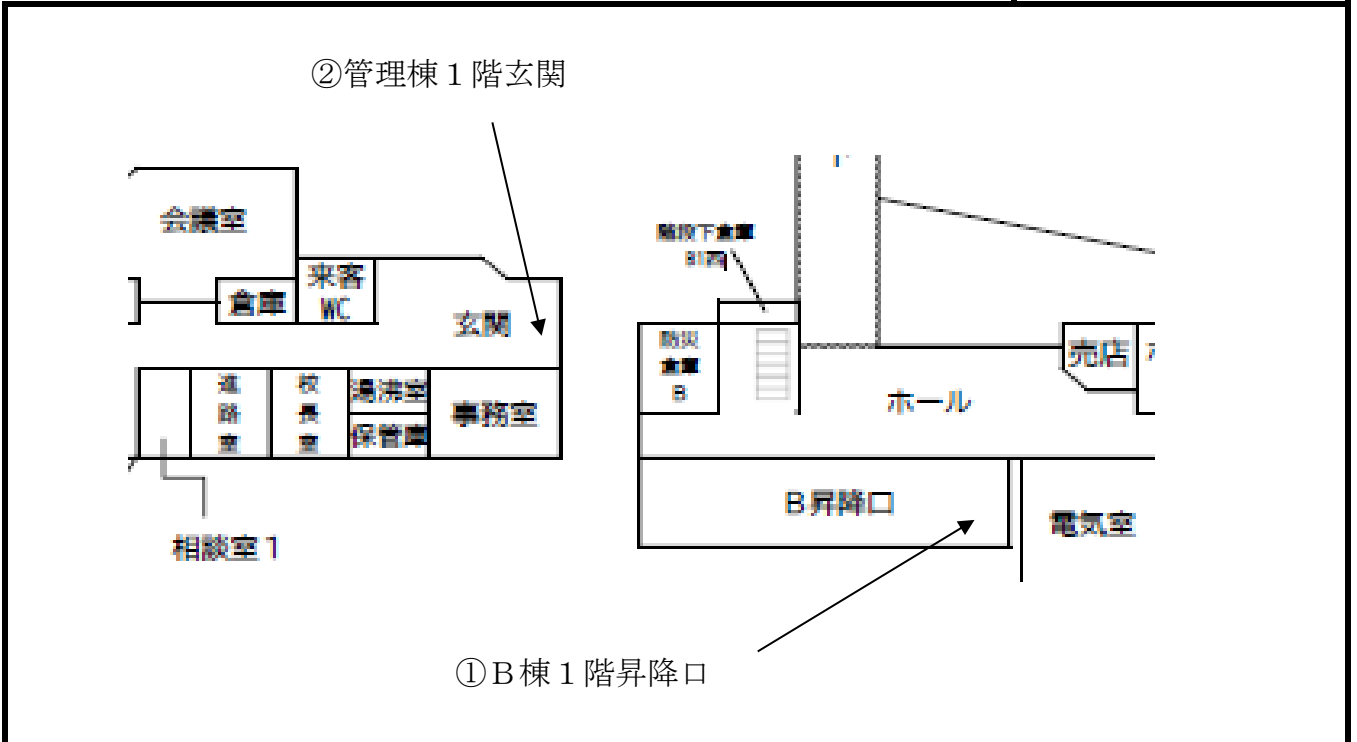 ②管理棟１階玄関
会議室
来客
WC
倉庫
玄関
進路室
校長室
湯沸室
保管庫
事務室
相談室１
階段下倉庫
B1西
防災
倉庫
B
ホール
売店
Ｂ昇降口
電気室
①Ｂ棟１階昇降口